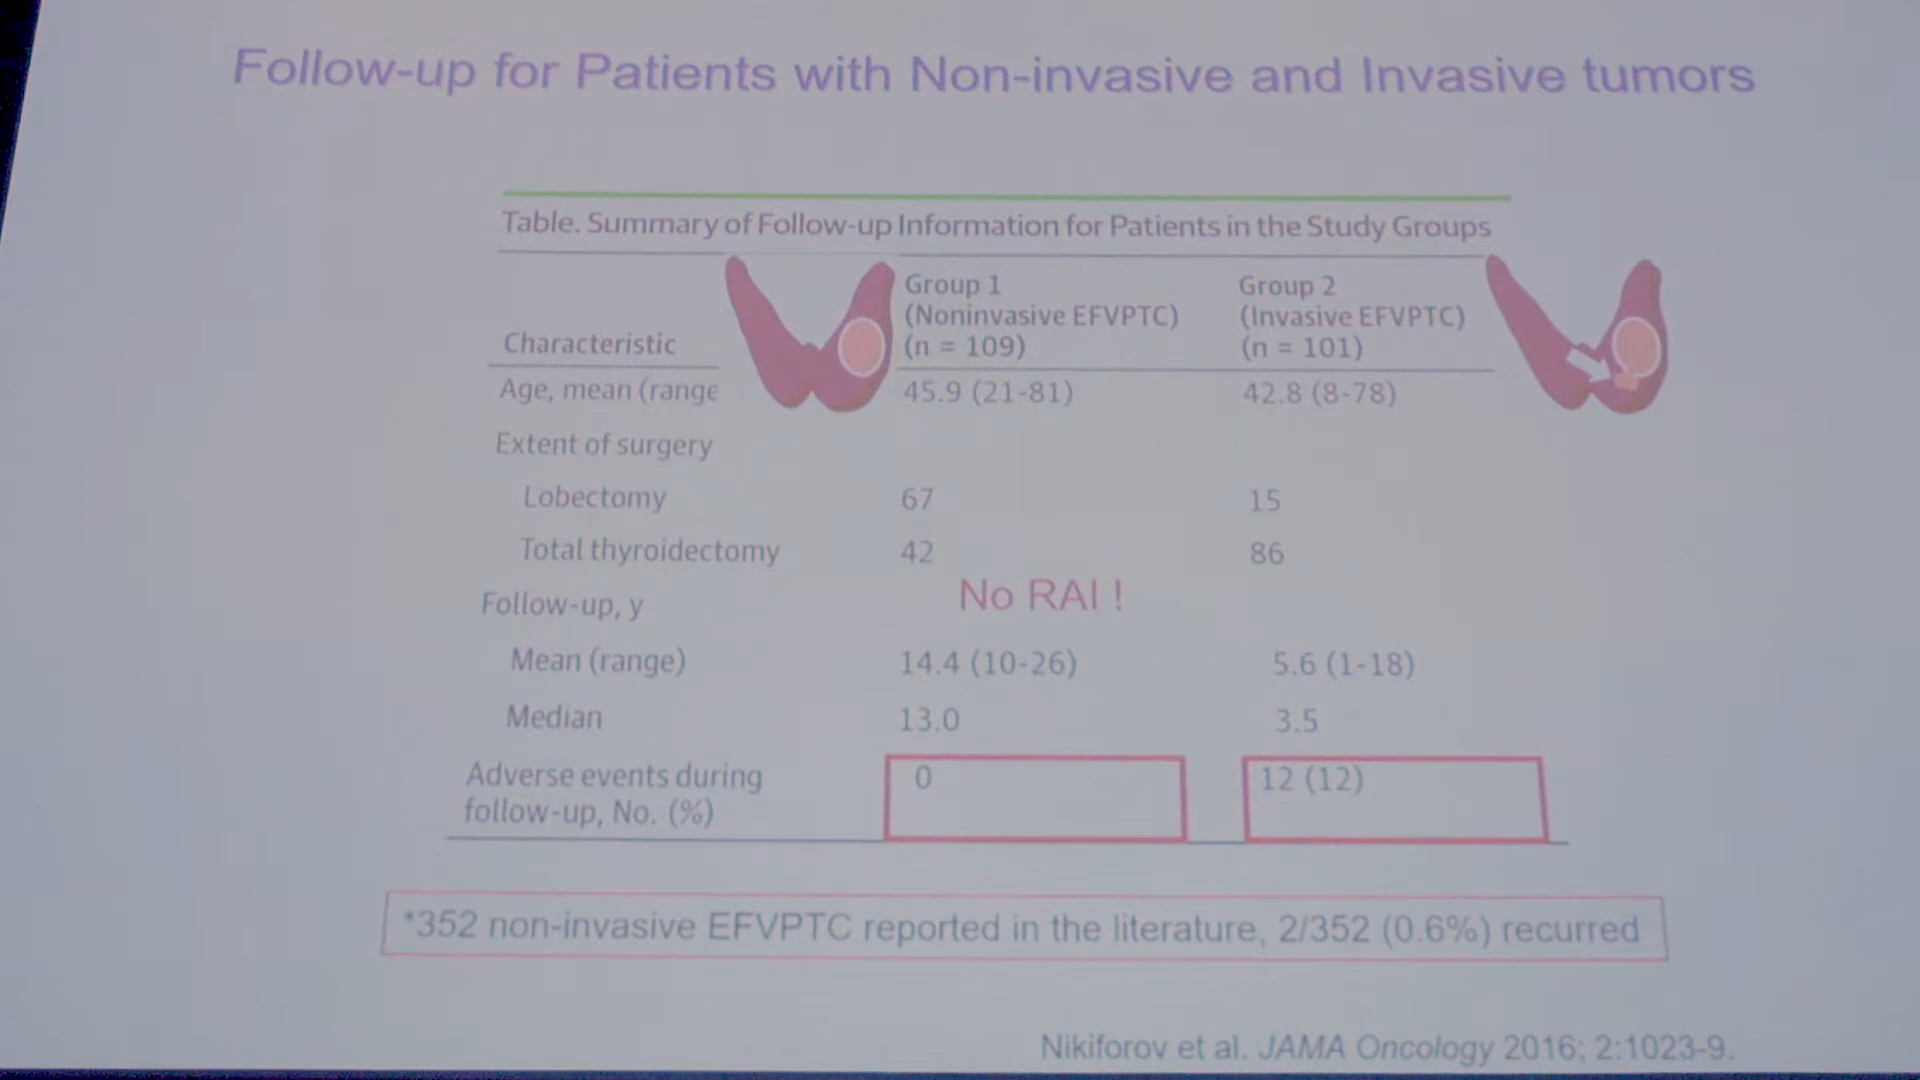 Follow-up for Patients with Non-invasive and Invasive tumors
Table. Summary of Follow-up Information for Patients in the Study Groups
Characteristic
Group 1
(Noninvasive EFVPTC)
(n = 109)
Group 2
(Invasive EFVPTC)
(n = 101)
Age, mean (range 45.9 (21-81) 42.8 (8-78)
Extent of surgery
Lobectomy 67 15
Total thyroidectomy 42 86
No RAI !
Follow-up, y
Mean (range) 14.4 (10-26) 5.6 (1-18)
Median 13.0 3.5
Adverse events during 0 12 (12)
follow-up, No. (%)
*352 non-invasive EFVPTC reported in the literature, 2/352 (0.6%) recurred
Nikiforov et al. JAMA Oncology 2016; 2:1023-9.